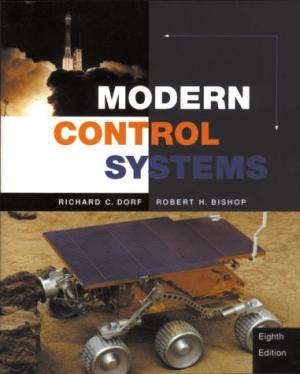 MODERN
CONTROL
SYSTEMS
RICHARD C. DORF ROBERT H. BISHOP
Eighth
Edition